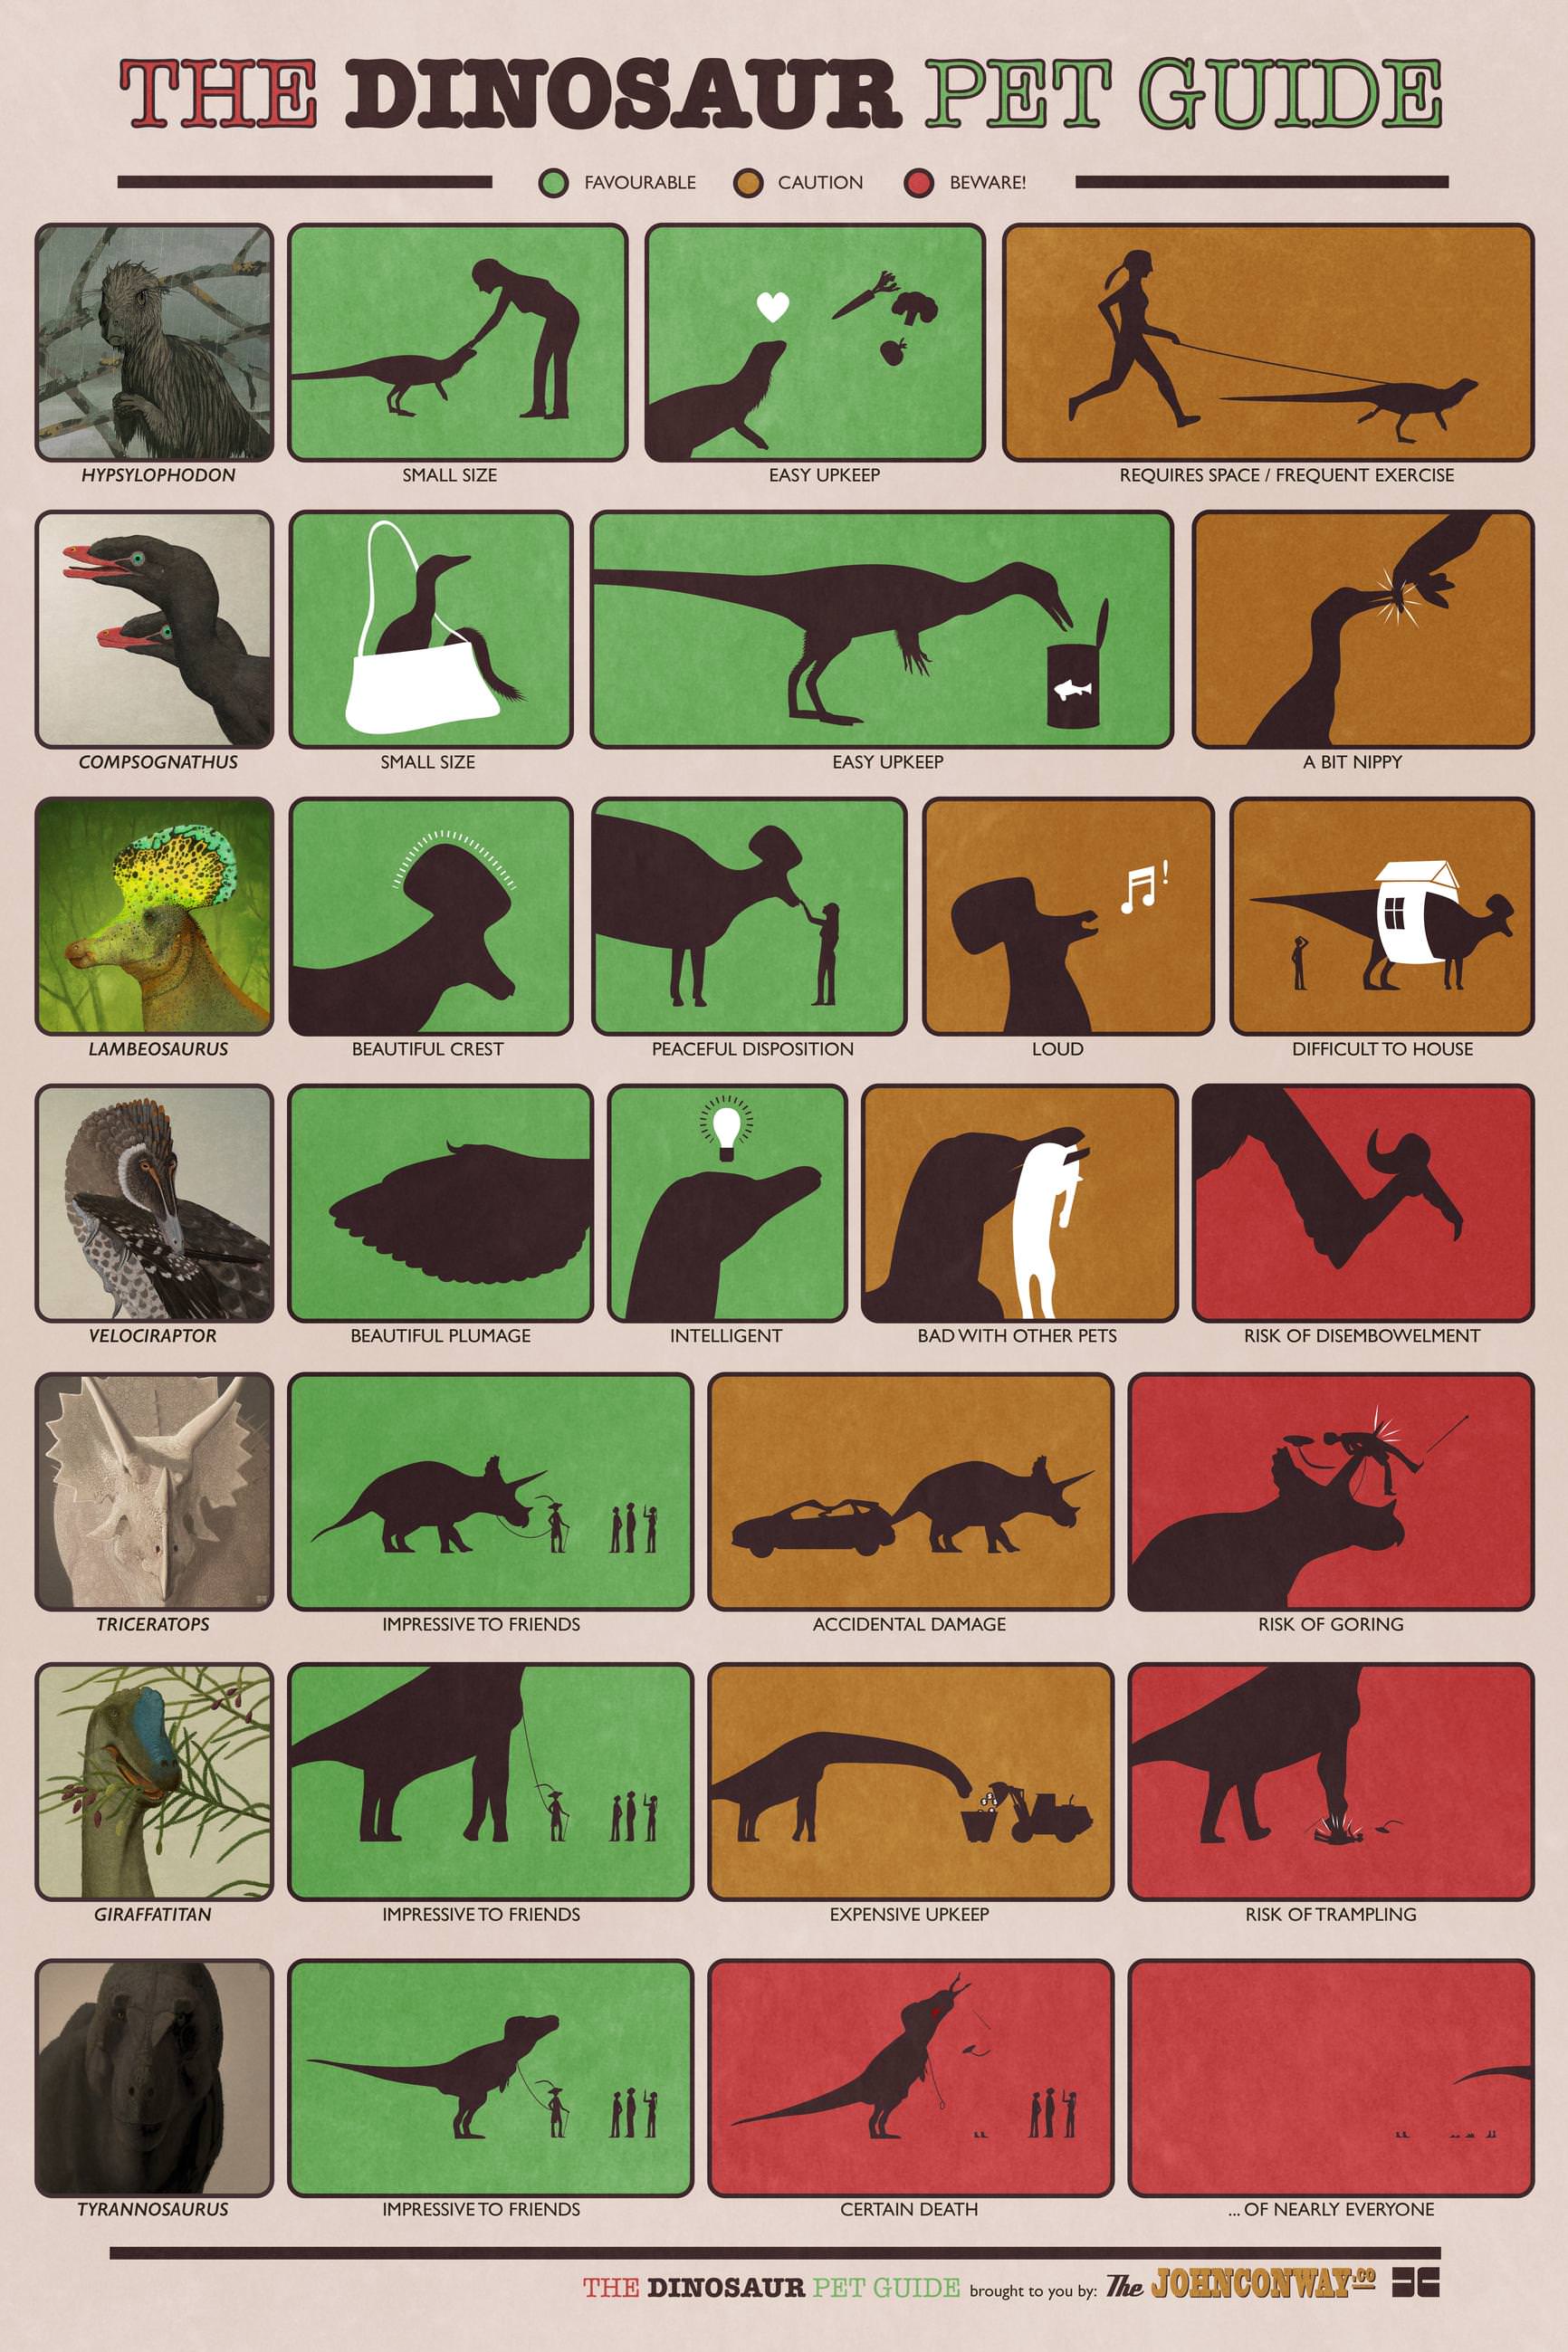 THE DINOSAUR PET GUIDE
FAVOURABLE CAUTION BEWARE!
HYPSYLOPHODON SMALL SIZE EASY UPKEEP REQUIRES SPACE / FREQUENT EXERCISE
COMPSOGNATHUS SMALL SIZE EASY UPKEEP A BIT NIPPY
LAMBEOSAURUS BEAUTIFUL CREST PEACEFUL DISPOSITION LOUD DIFFICULT TO HOUSE
VELOCIRAPTOR BEAUTIFUL PLUMAGE INTELLIGENT BAD WITH OTHER PETS RISK OF DISEMBOWELMENT
TRICERATOPS IMPRESSIVE TO FRIENDS ACCIDENTAL DAMAGE RISK OF GORING
GIRAFFATITAN IMPRESSIVE TO FRIENDS EXPENSIVE UPKEEP RISK OF TRAMPLING
TYRANNOSAURUS IMPRESSIVE TO FRIENDS CERTAIN DEATH ... OF NEARLY EVERYONE
THE DINOSAUR PET GUIDE brought to you by: The JOHNCONWAY.CO